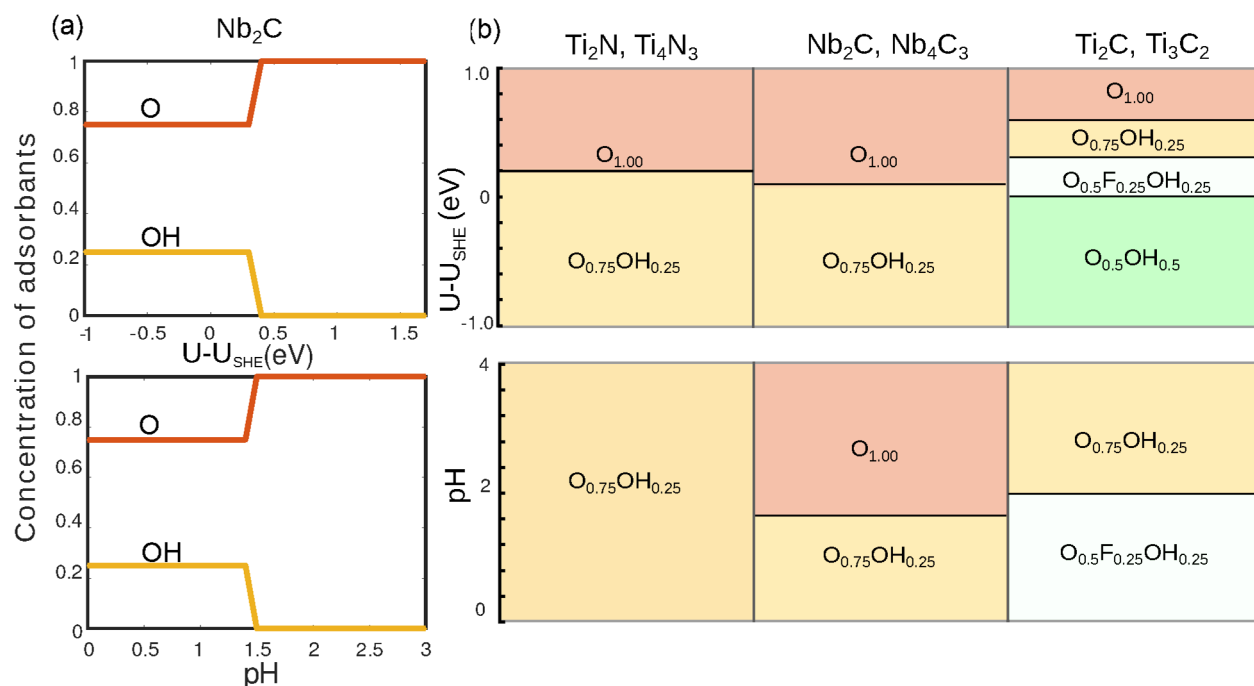 (a)
Nb₂C
Concentration of adsorbants
1
0.8
0.6
0.4
0.2
0
O
OH
-1
-0.5
0
0.5
1
1.5
U-U_SHE(eV)
1
0.8
0.6
0.4
0.2
0
O
OH
0
0.5
1
1.5
2
2.5
3
pH
(b)
Ti₂N, Ti₄N₃
Nb₂C, Nb₄C₃
Ti₂C, Ti₃C₂
U-U_SHE (eV)
1.0
0
-1.0
O₁.₀₀
O₀.₇₅OH₀.₂₅
O₁.₀₀
O₀.₇₅OH₀.₂₅
O₁.₀₀
O₀.₇₅OH₀.₂₅
O₀.₅F₀.₂₅OH₀.₂₅
O₀.₅OH₀.₅
pH
4
2
0
O₀.₇₅OH₀.₂₅
O₁.₀₀
O₀.₇₅OH₀.₂₅
O₀.₇₅OH₀.₂₅
O₀.₅F₀.₂₅OH₀.₂₅